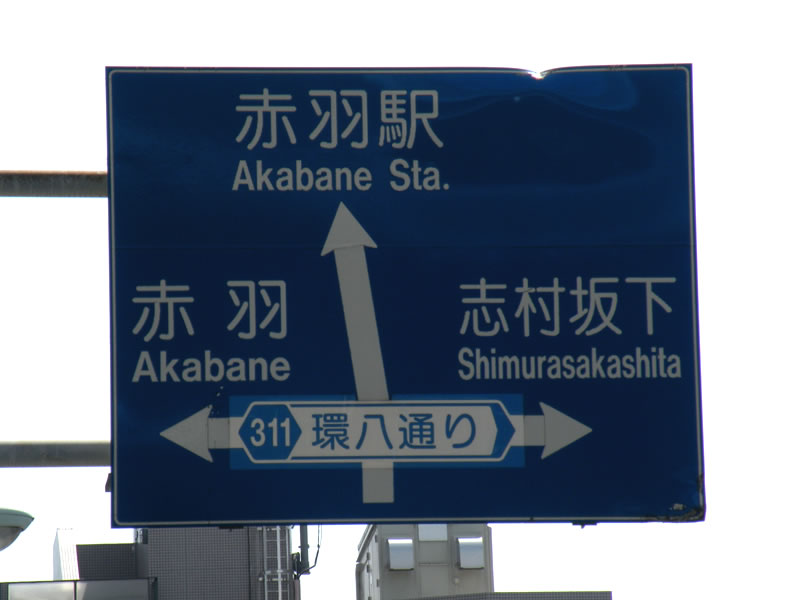 赤羽駅
Akabane Sta.
赤羽
Akabane
志村坂下
Shimurasakashita
311 環八通り